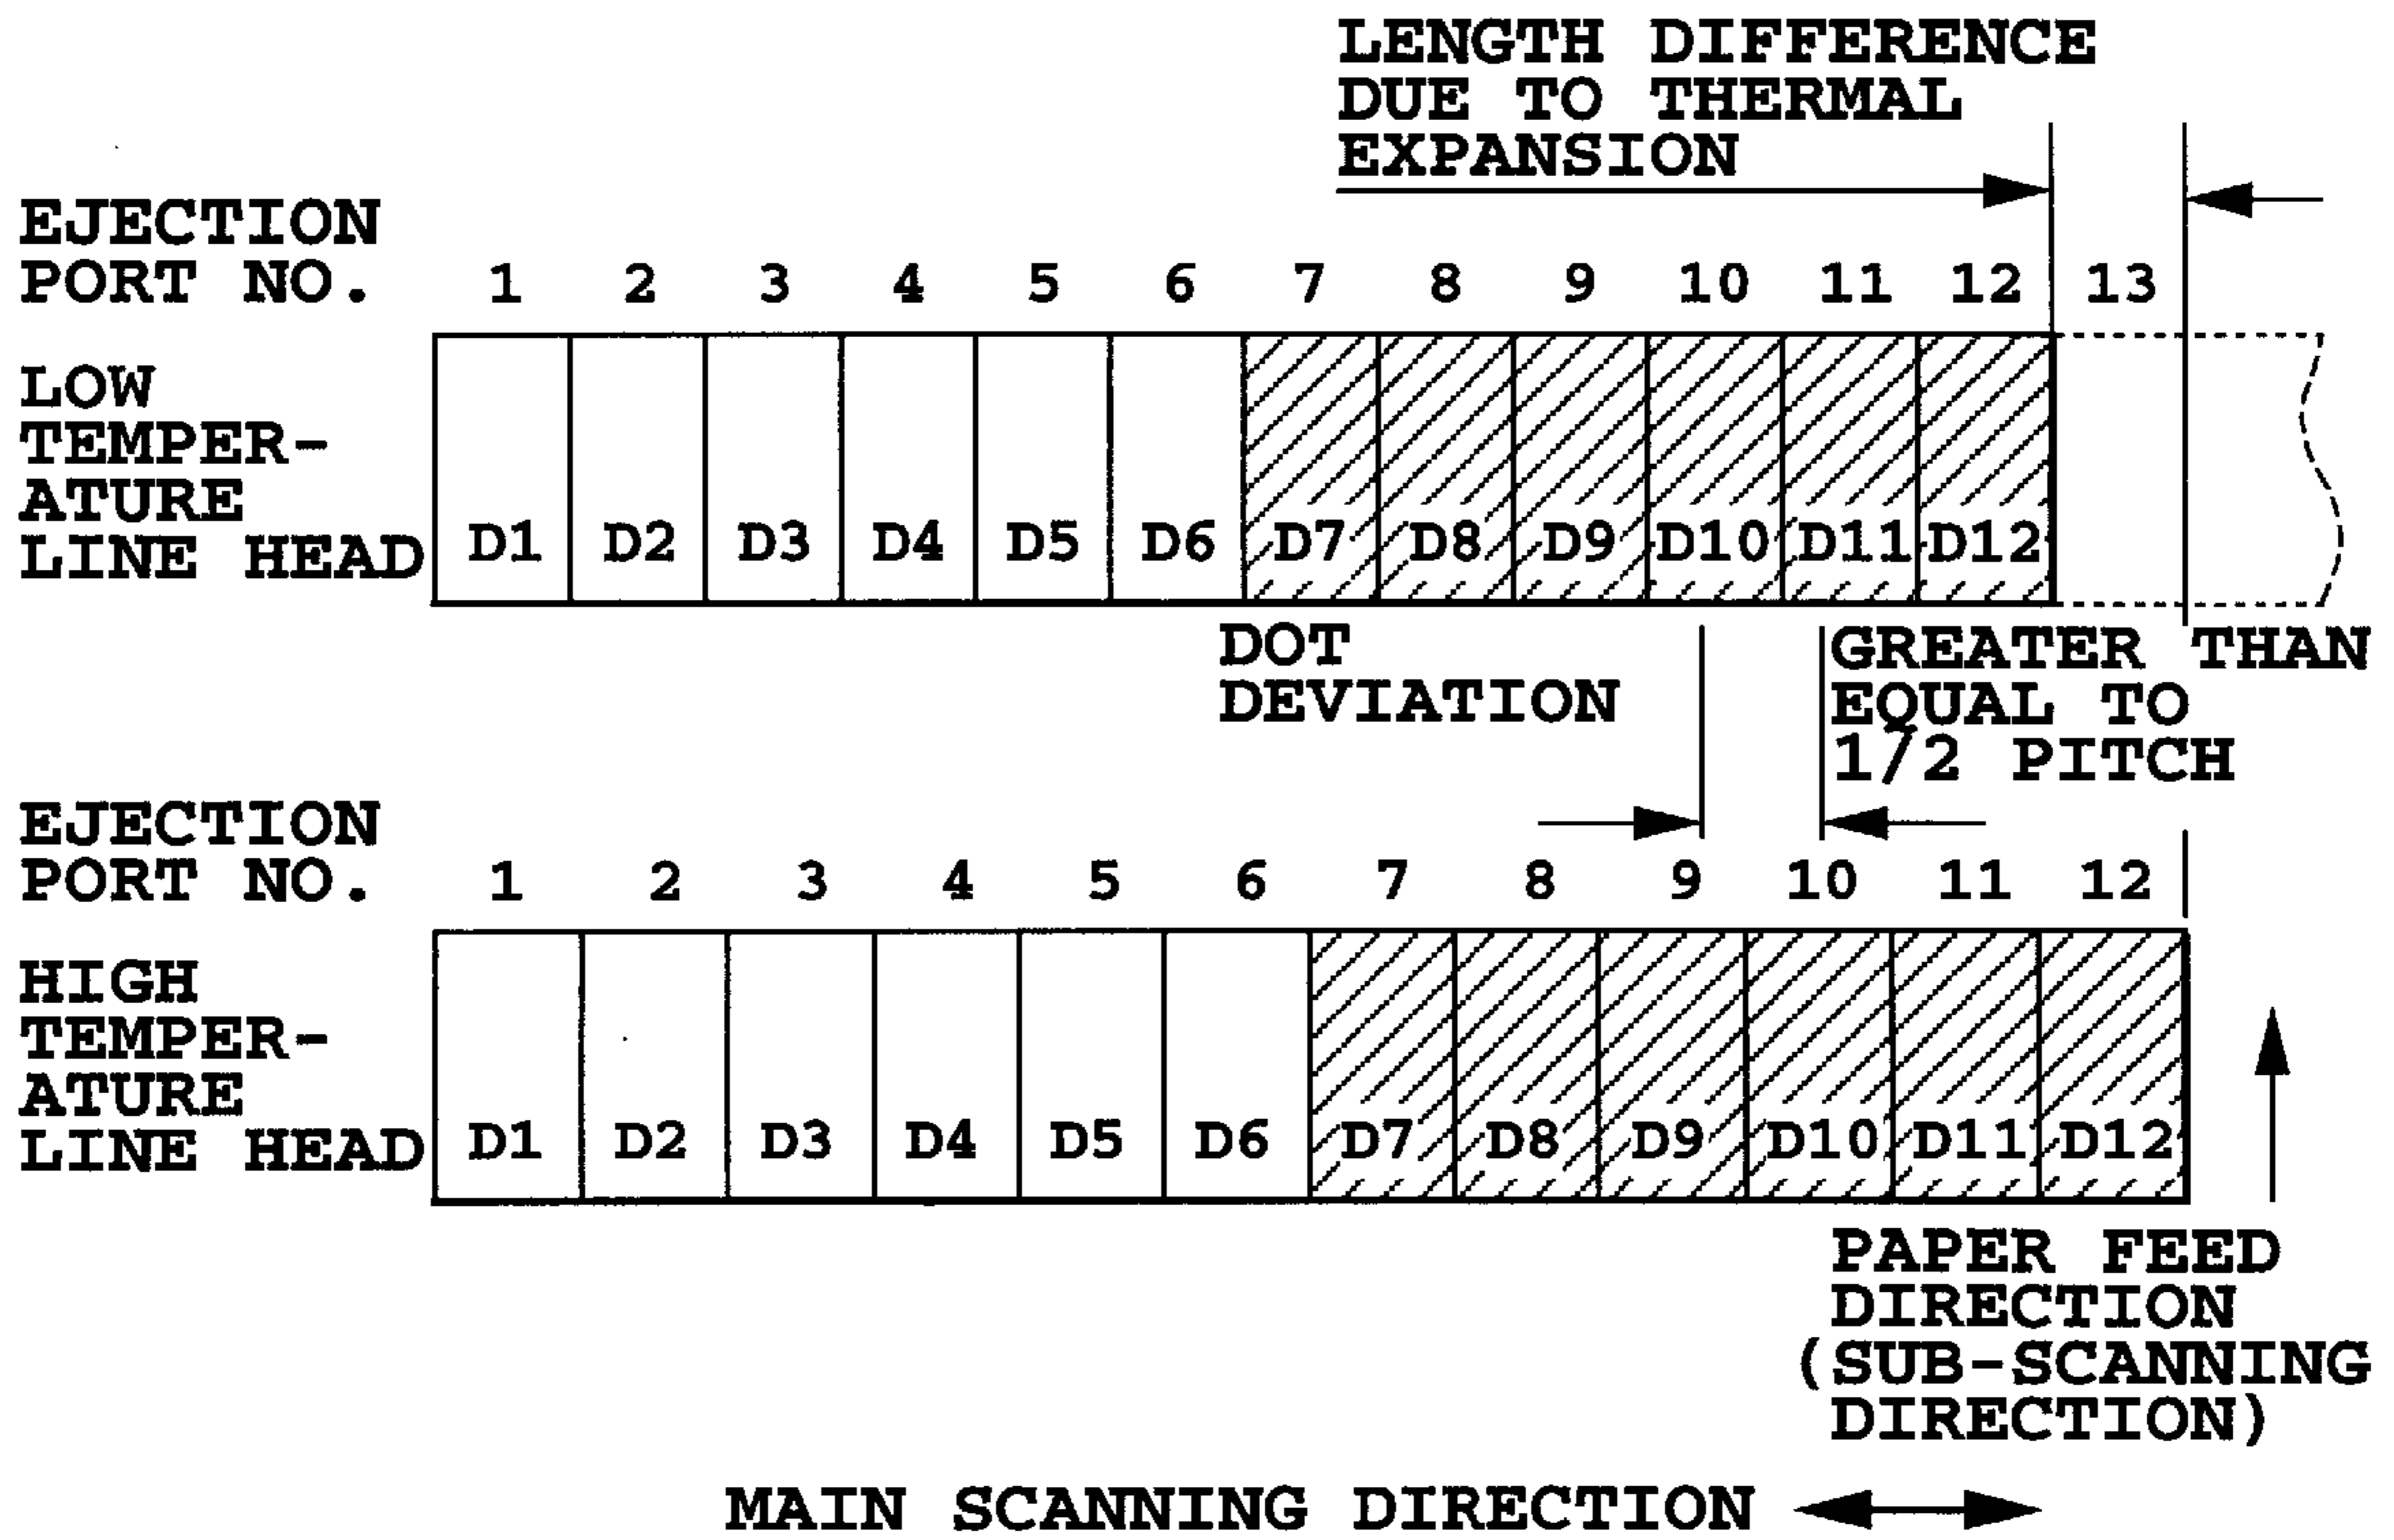 LENGTH DIFFERENCE
DUE TO THERMAL
EXPANSION
EJECTION
PORT NO. 1 2 3 4 5 6 7 8 9 10 11 12 13
LOW
TEMPER-
ATURE
LINE HEAD D1 D2 D3 D4 D5 D6 D7 D8 D9 D10 D11 D12
DOT
DEVIATION
GREATER THAN
EQUAL TO
1/2 PITCH
EJECTION
PORT NO. 1 2 3 4 5 6 7 8 9 10 11 12
HIGH
TEMPER-
ATURE
LINE HEAD D1 D2 D3 D4 D5 D6 D7 D8 D9 D10 D11 D12
PAPER FEED
DIRECTION
(SUB-SCANNING
DIRECTION)
MAIN SCANNING DIRECTION